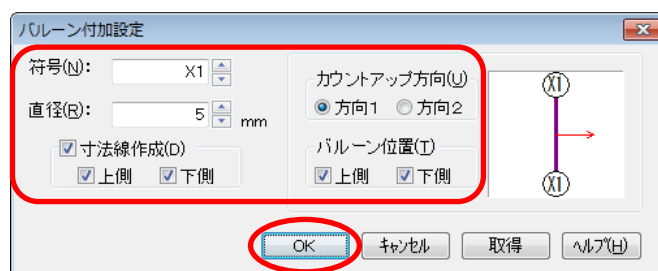 バルーン付加設定
符号(N): X1
直径(R): 5 mm
寸法線作成(D)
上側 下側
カウントアップ方向(U)
方向1 方向2
バルーン位置(T)
上側 下側
X1
X1
OK キャンセル 取得 ヘルプ(H)